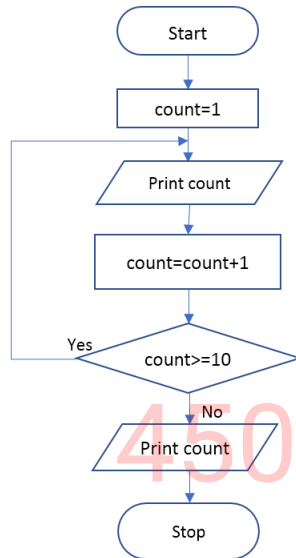 Start
count=1
Print count
count=count+1
Yes
count>=10
No
450
Print count
Stop